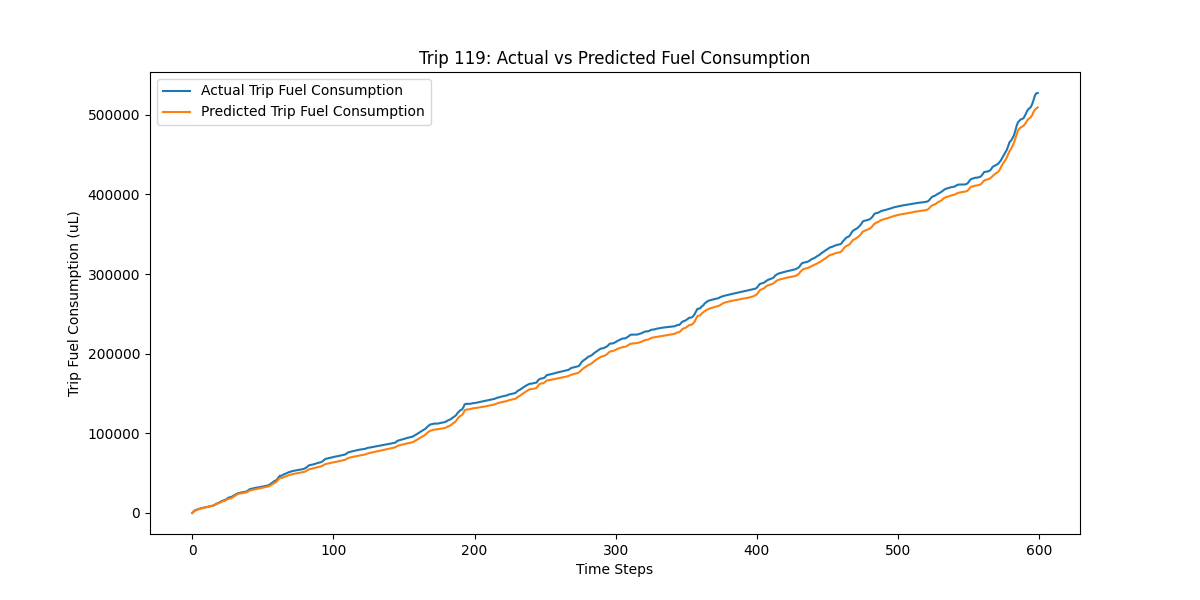 Trip 119: Actual vs Predicted Fuel Consumption
Actual Trip Fuel Consumption
Predicted Trip Fuel Consumption
Trip Fuel Consumption (uL)
500000
400000
300000
200000
100000
0
0 100 200 300 400 500 600
Time Steps